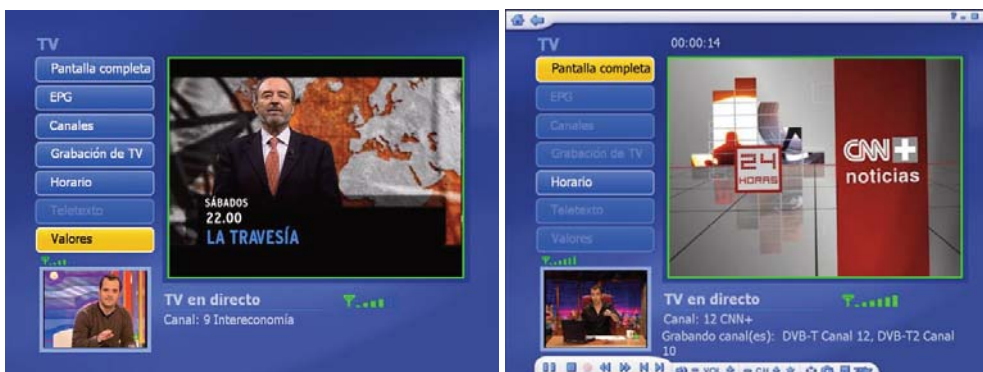 TV
Pantalla completa
EPG
Canales
Grabación de TV
Horario
Teletexto
Valores
SÁBADOS
22.00
LA TRAVESÍA
TV en directo
Canal: 9 Intereconomía
TV
00:00:14
Pantalla completa
EPG
Canales
Grabación de TV
Horario
Teletexto
Valores
24
HORAS
CNN+
noticias
TV en directo
Canal: 12 CNN+
Grabando canal(es): DVB-T Canal 12, DVB-T2 Canal
10
VOL
CH